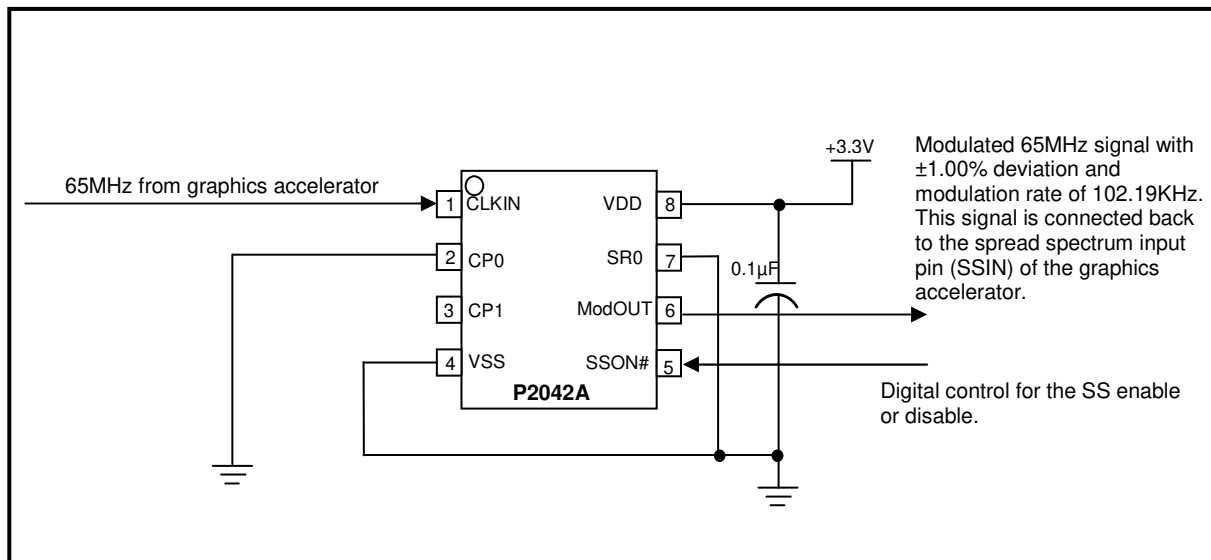 65MHz from graphics accelerator
1 CLKIN
2 CP0
3 CP1
4 VSS
VDD 8
SR0 7
ModOUT 6
SSON# 5
P2042A
+3.3V
0.1µF
Modulated 65MHz signal with
±1.00% deviation and
modulation rate of 102.19KHz.
This signal is connected back
to the spread spectrum input
pin (SSIN) of the graphics
accelerator.
Digital control for the SS enable
or disable.